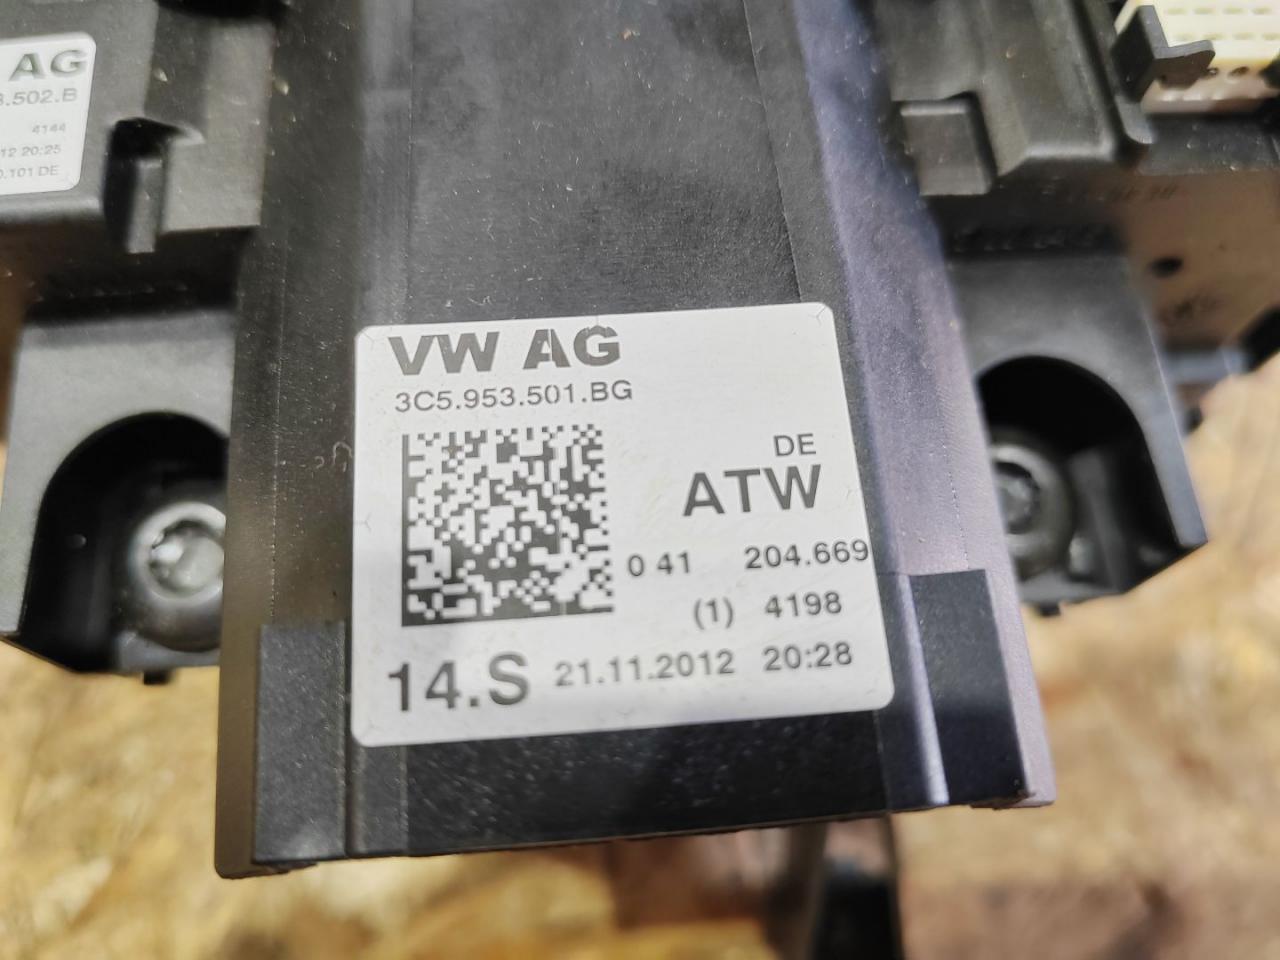 AG
.502.B
4144
12 20:25
.101 DE
VW AG
3C5.953.501.BG
DE
ATW
0 41 204.669
(1) 4198
14.S 21.11.2012 20:28